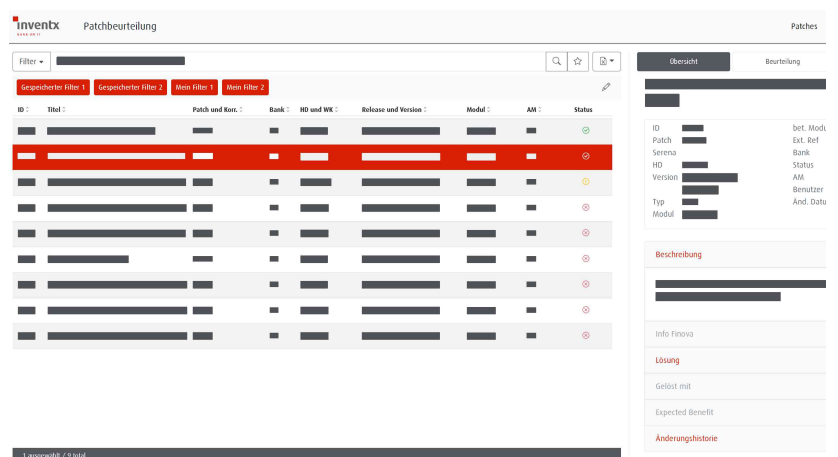 inventx
Patchbeurteilung
Patches
Filter
Gespeicherter Filter 1
Gespeicherter Filter 2
Mein Filter 1
Mein Filter 2
ID
Titel
Patch und Korr.
Bank
HD und WK
Release und Version
Modul
AM
Status
1 ausgewählt / 9 total
Übersicht
Beurteilung
ID
Patch
Serena
HD
Version
Typ
Modul
bet. Modu
Ext. Ref
Bank
Status
AM
Benutzer
Änd. Datu
Beschreibung
Info Finova
Lösung
Gelöst mit
Expected Benefit
Änderungshistorie